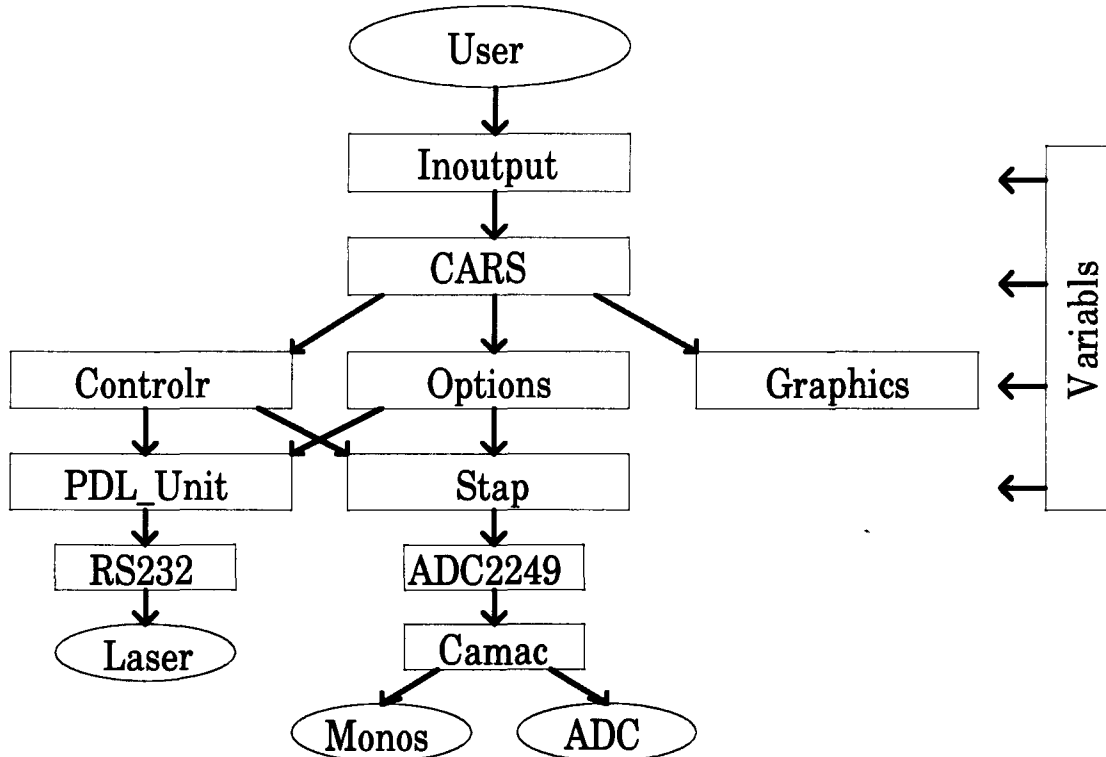 User
Inoutput
CARS
Variabls
Controlr
Options
Graphics
PDL_Unit
Stap
RS232
ADC2249
Laser
Camac
Monos
ADC